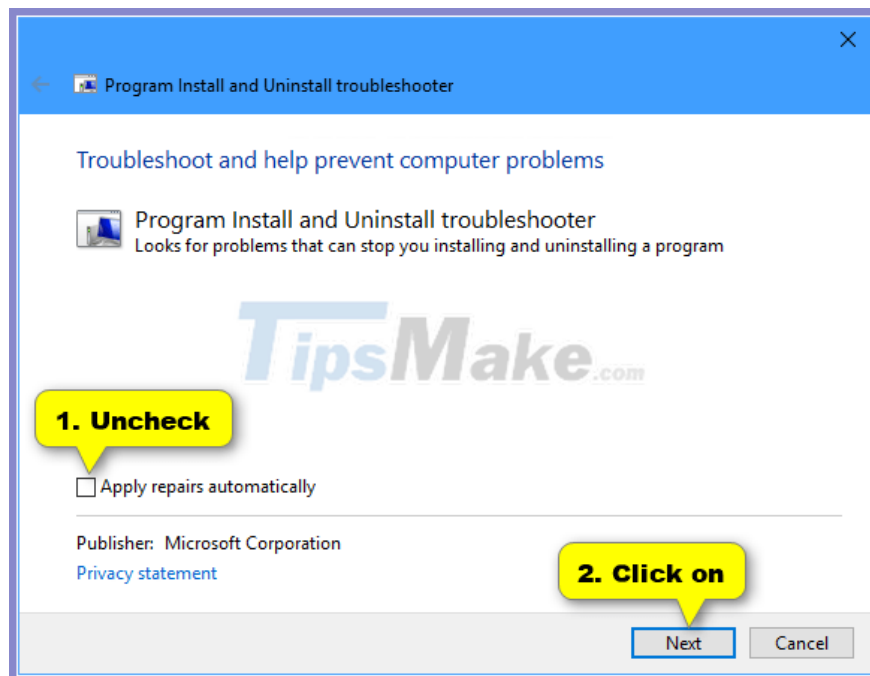 Program Install and Uninstall troubleshooter
Troubleshoot and help prevent computer problems
Program Install and Uninstall troubleshooter
Looks for problems that can stop you installing and uninstalling a program
TipsMake.com
1. Uncheck
Apply repairs automatically
Publisher: Microsoft Corporation
Privacy statement
2. Click on
Next Cancel